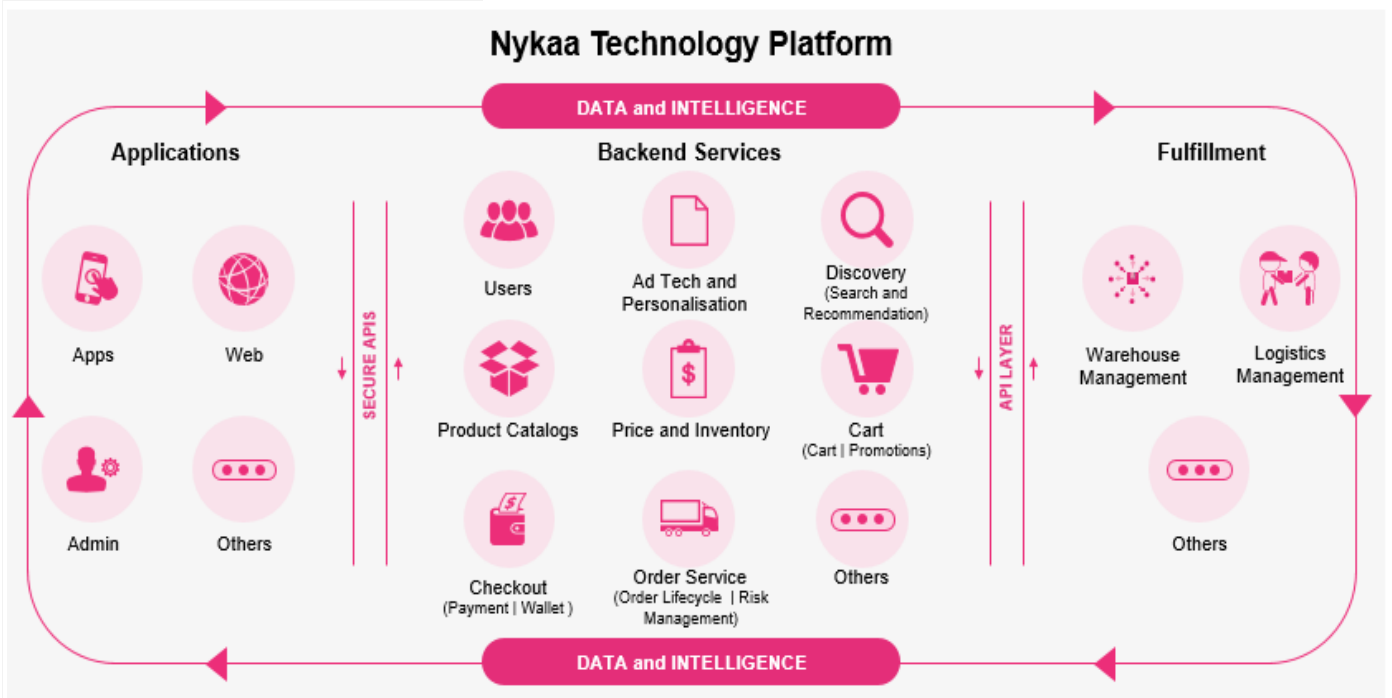 Nykaa Technology Platform
DATA and INTELLIGENCE
Applications
Apps
Web
Admin
Others
SECURE APIS
Backend Services
Users
Ad Tech and
Personalisation
Discovery
(Search and
Recommendation)
Product Catalogs
Price and Inventory
Cart
(Cart | Promotions)
Checkout
(Payment | Wallet )
Order Service
(Order Lifecycle | Risk
Management)
Others
API LAYER
Fulfillment
Warehouse
Management
Logistics
Management
Others
DATA and INTELLIGENCE